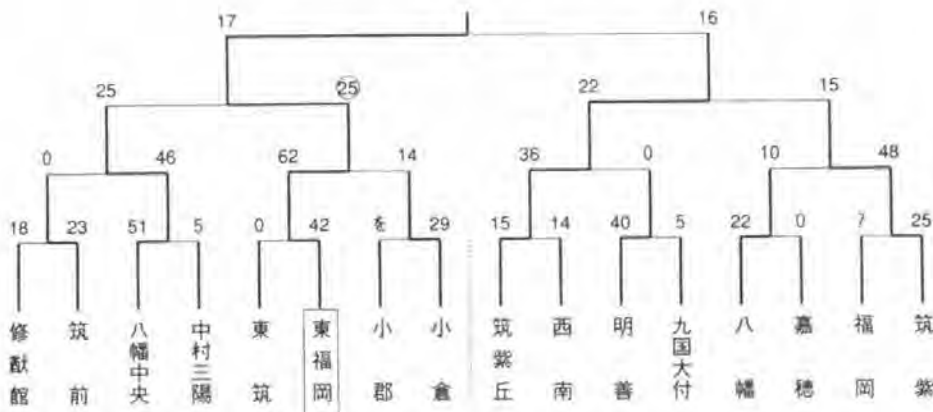 17 16
25 ㉕ 22 15
0 46 62 14 36 0 10 48
18 23 51 5 0 42 29 15 14 40 5 22 0 ? 25
修猷館
筑前
八幡中央
中村三陽
東筑
東福岡
小郡
小倉
筑紫丘
西南
明善
九国大付
八幡
嘉穂
福岡
筑紫